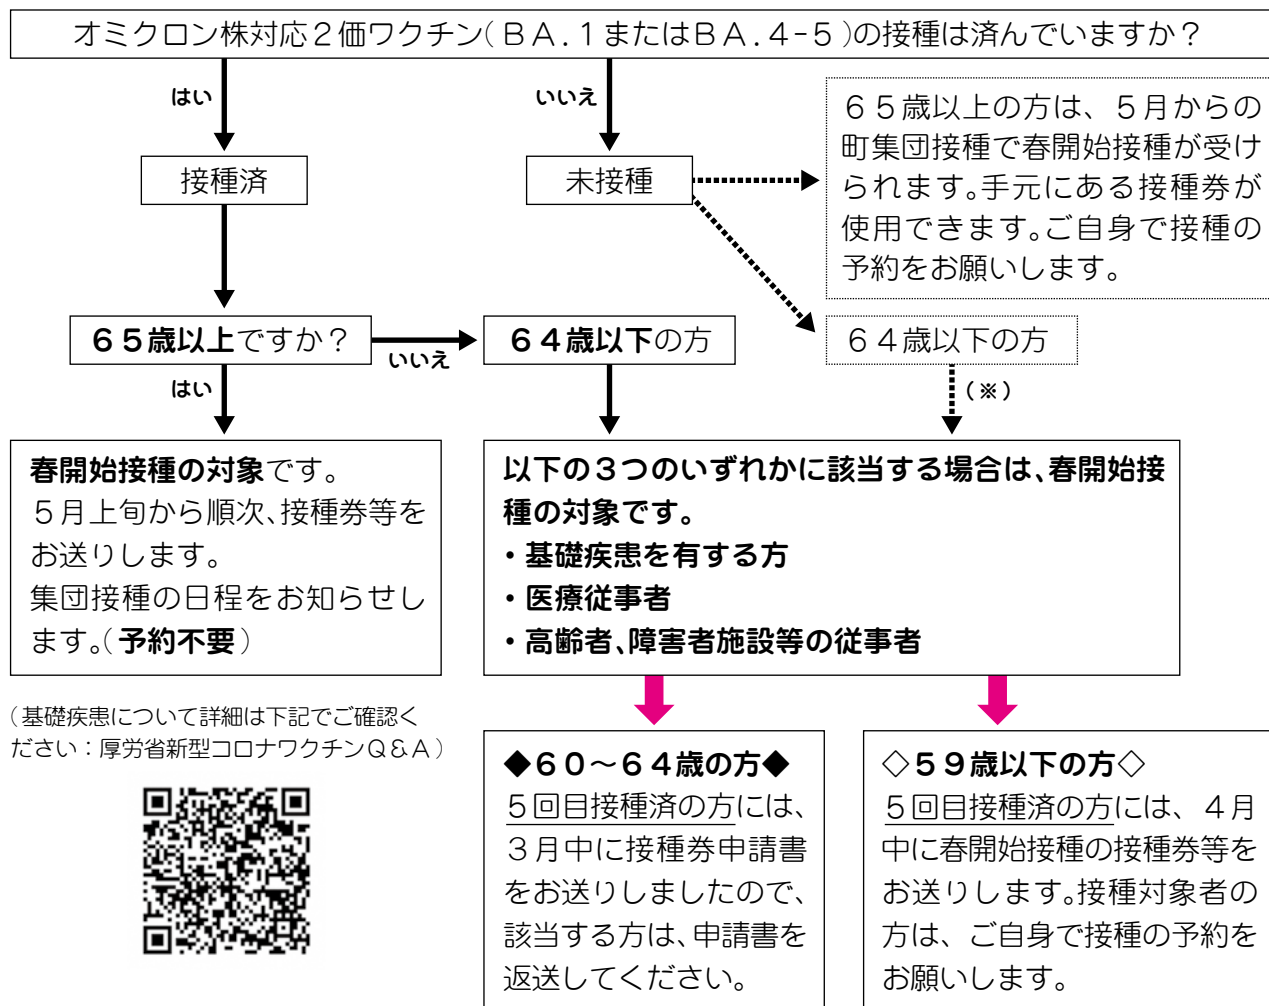 オミクロン株対応２価ワクチン(ＢＡ.１またはＢＡ.４-５)の接種は済んでいますか？
はい
いいえ
接種済
未接種
６５歳以上の方は、５月からの
町集団接種で春開始接種が受け
られます。手元にある接種券が
使用できます。ご自身で接種の
予約をお願いします。
６５歳以上ですか？
いいえ
６４歳以下の方
６４歳以下の方
はい
(※)
春開始接種の対象です。
５月上旬から順次、接種券等を
お送りします。
集団接種の日程をお知らせし
ます。(予約不要)
以下の３つのいずれかに該当する場合は、春開始接
種の対象です。
・基礎疾患を有する方
・医療従事者
・高齢者、障害者施設等の従事者
(基礎疾患について詳細は下記でご確認く
ださい：厚労省新型コロナワクチンＱ＆Ａ)
◆６０～６４歳の方◆
５回目接種済の方には、
３月中に接種券申請書
をお送りしましたので、
該当する方は、申請書を
返送してください。
◇５９歳以下の方◇
５回目接種済の方には、４月
中に春開始接種の接種券等を
お送りします。接種対象者の
方は、ご自身で接種の予約を
お願いします。